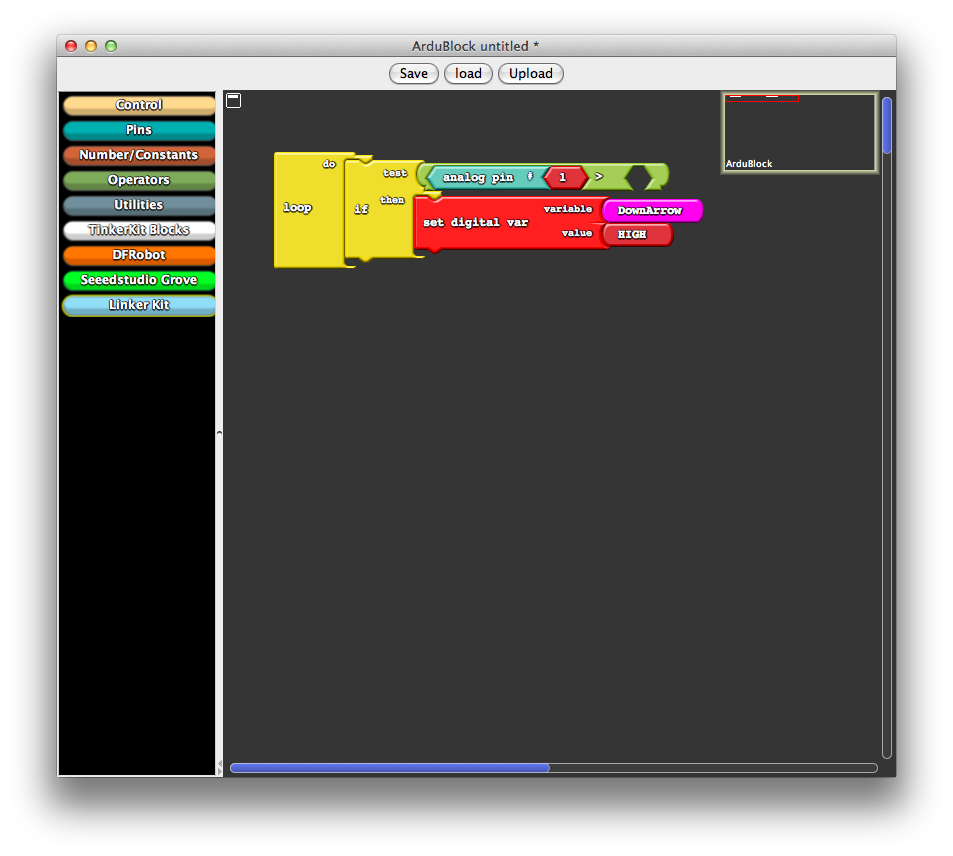 ArduBlock untitled *
Save load Upload
Control
Pins
Number/Constants
Operators
Utilities
TinkerKit Blocks
DFRobot
Seeedstudio Grove
Linker Kit
ArduBlock
loop
do
if
test
analog pin # 1 >
then
set digital var
variable DownArrow
value HIGH